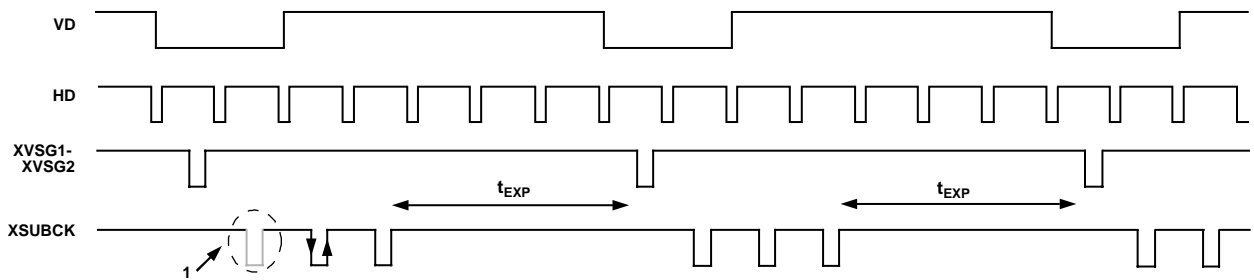 VD
HD
XVSG1-
XVSG2
tEXP
tEXP
XSUBCK
1